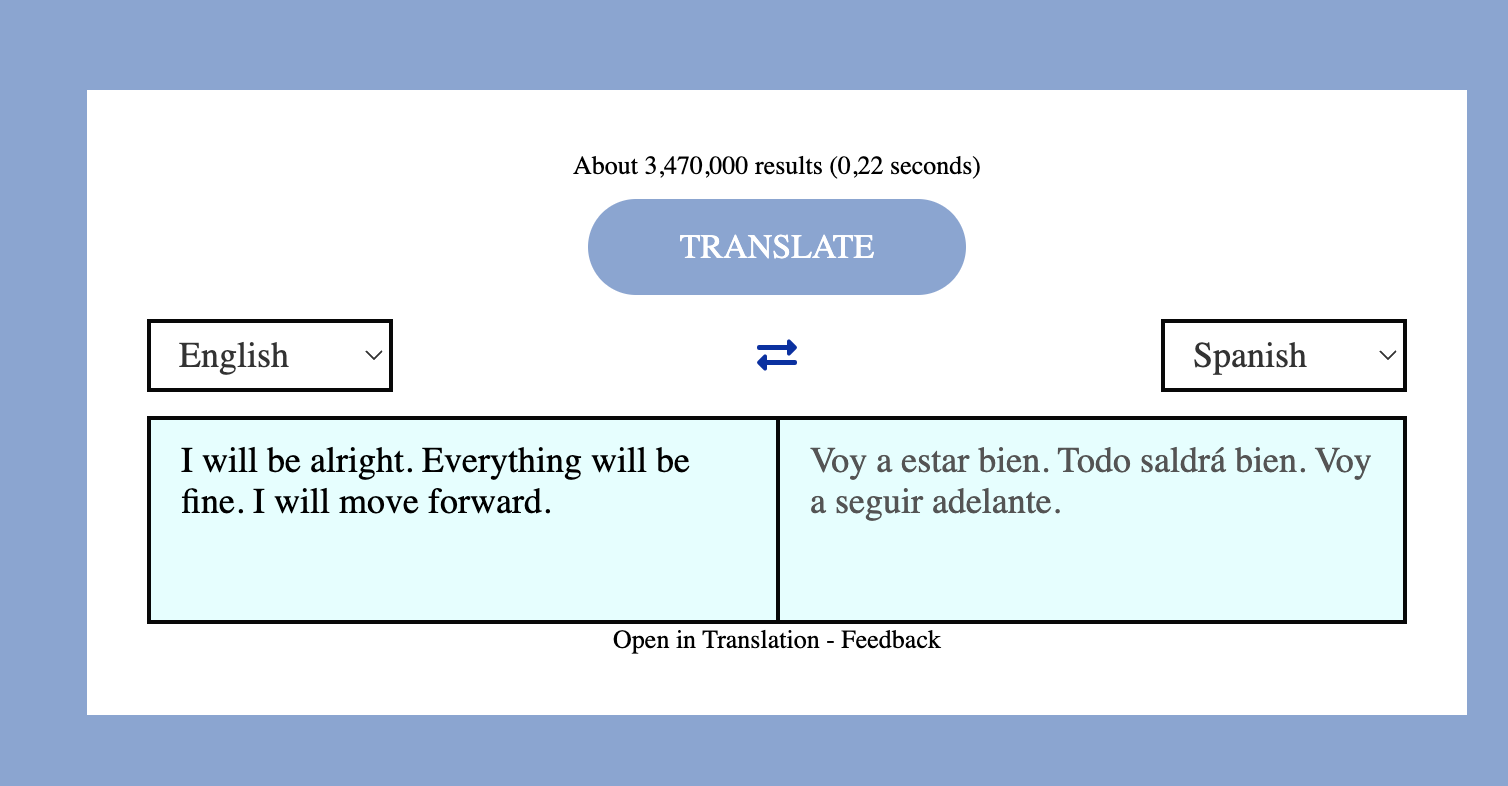 About 3,470,000 results (0,22 seconds)
TRANSLATE
English
Spanish
I will be alright. Everything will be
fine. I will move forward.
Voy a estar bien. Todo saldrá bien. Voy
a seguir adelante.
Open in Translation - Feedback